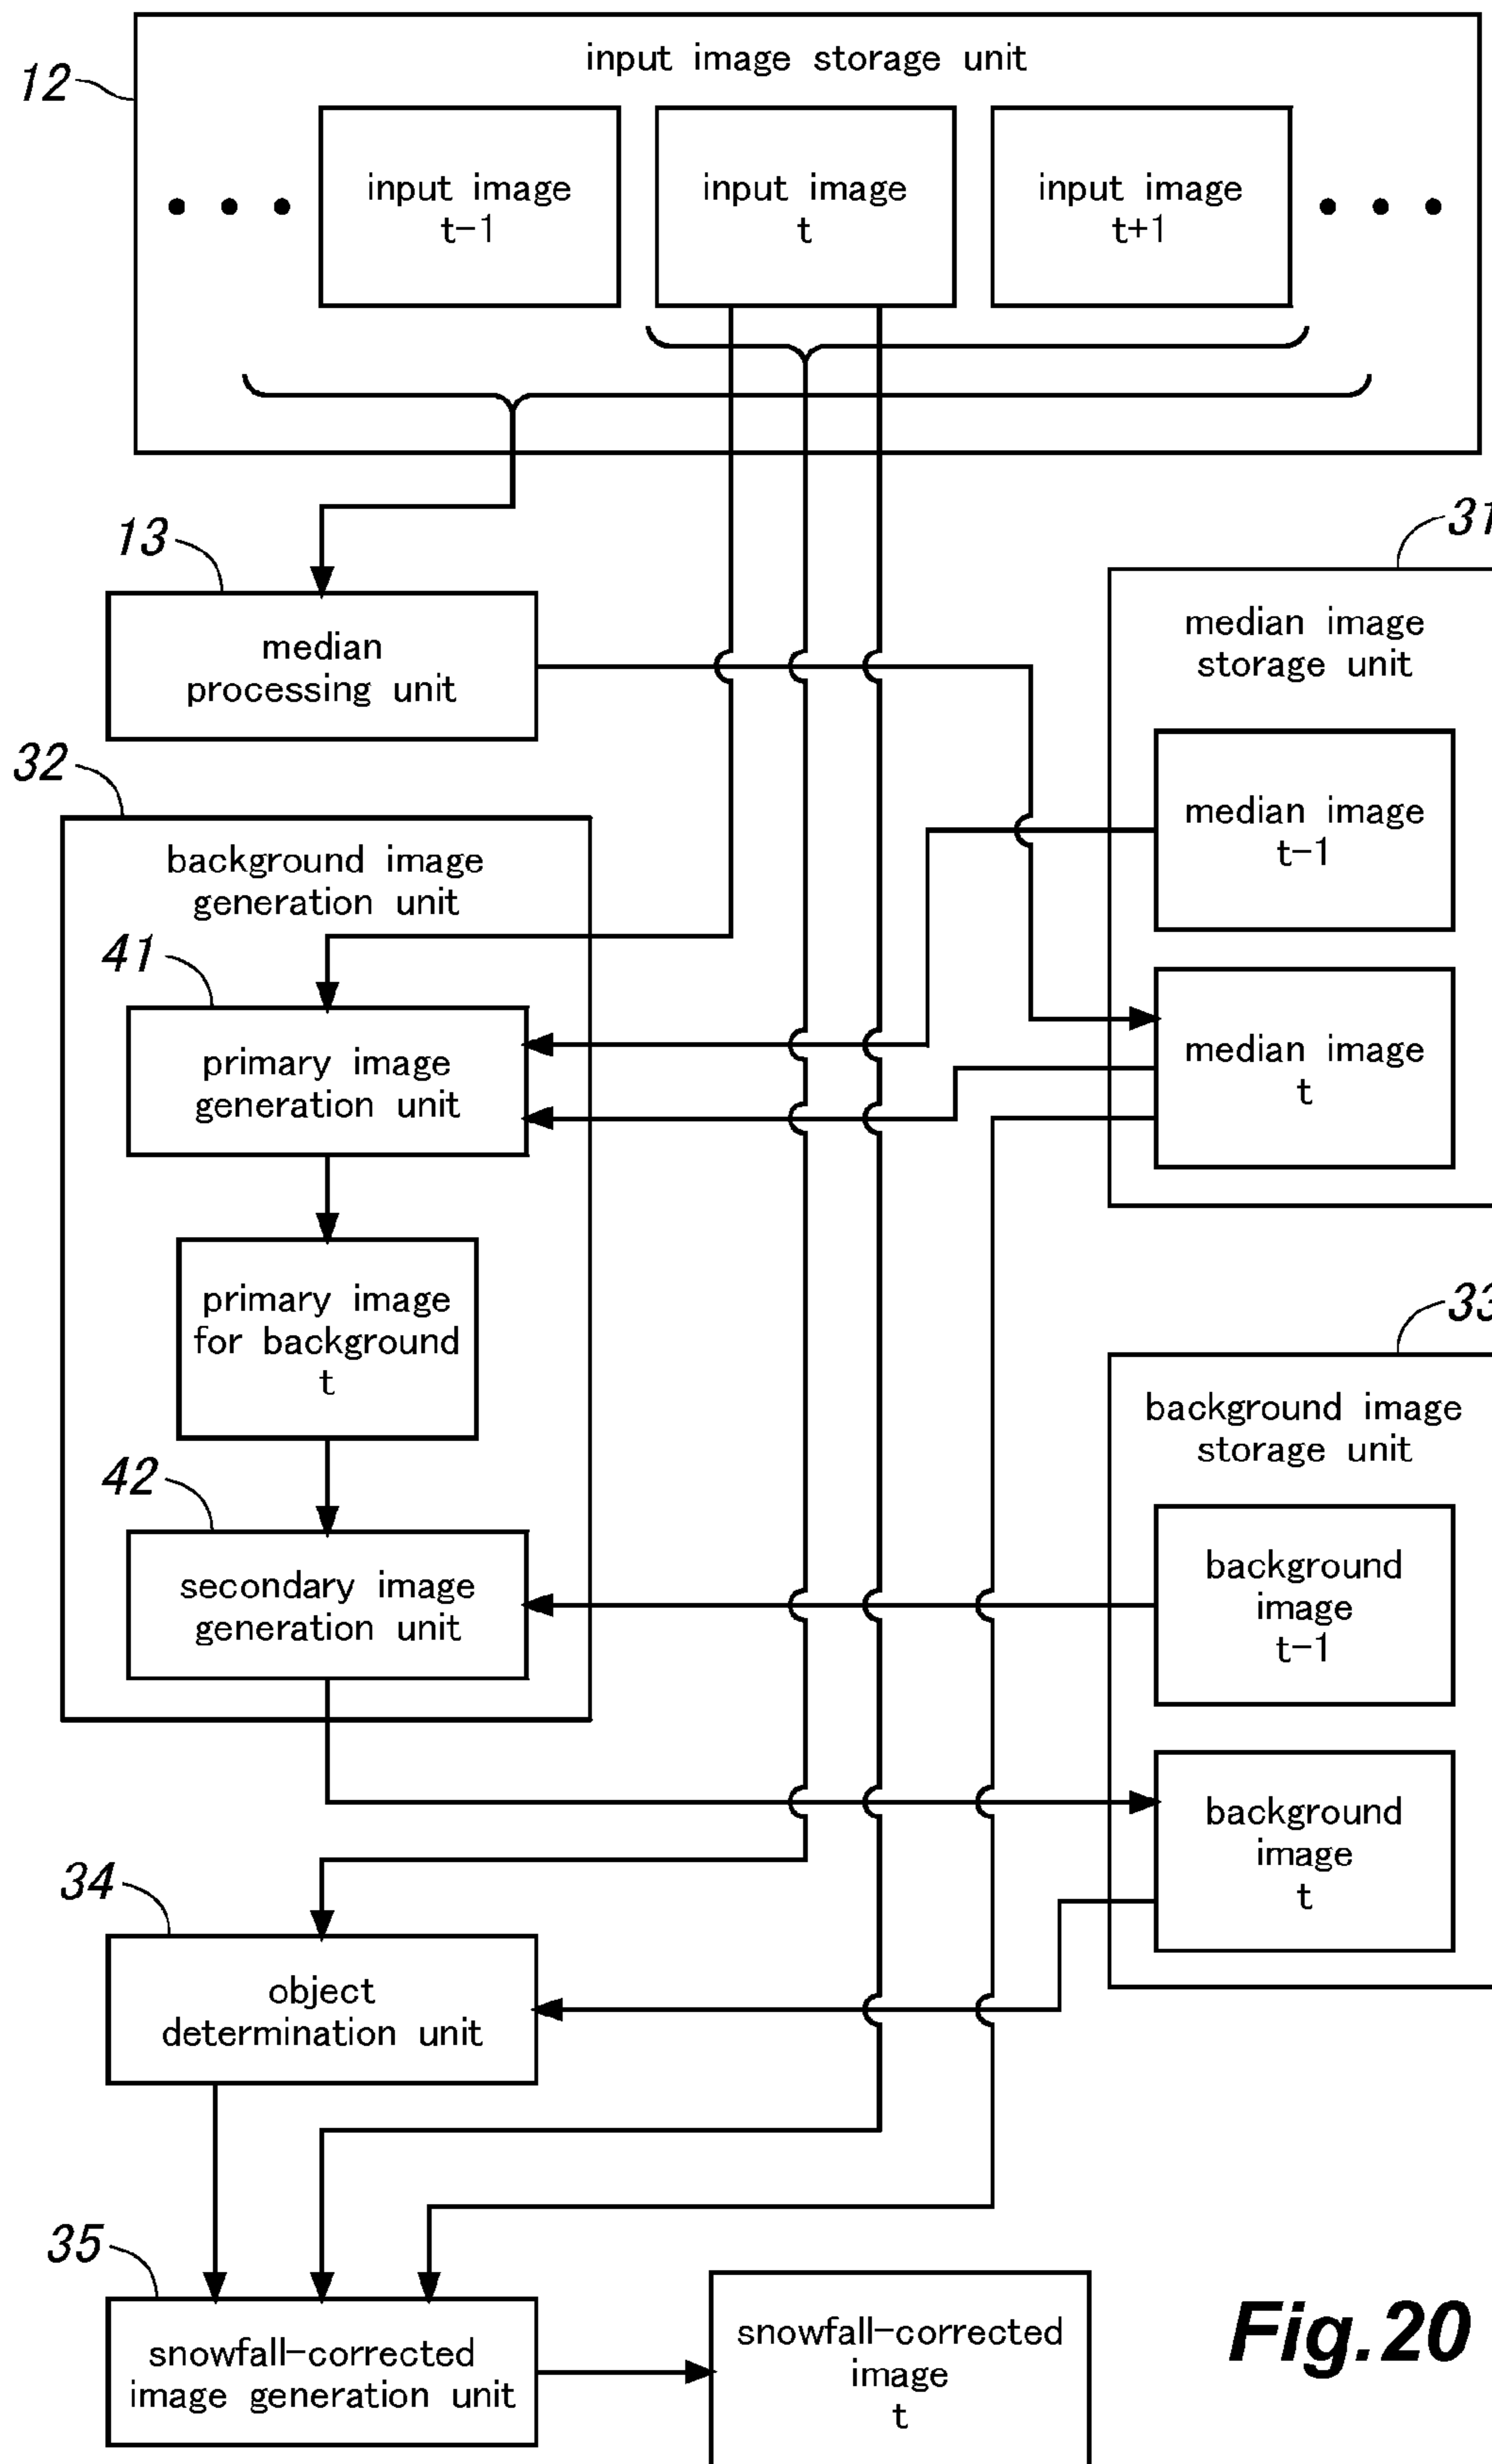 12
input image storage unit
• • •
input image
t-1
input image
t
input image
t+1
• • •
13
median
processing unit
31
median image
storage unit
median image
t-1
median image
t
32
background image
generation unit
41
primary image
generation unit
primary image
for background
t
42
secondary image
generation unit
33
background image
storage unit
background
image
t-1
background
image
t
34
object
determination unit
35
snowfall-corrected
image generation unit
snowfall-corrected
image
t
Fig.20